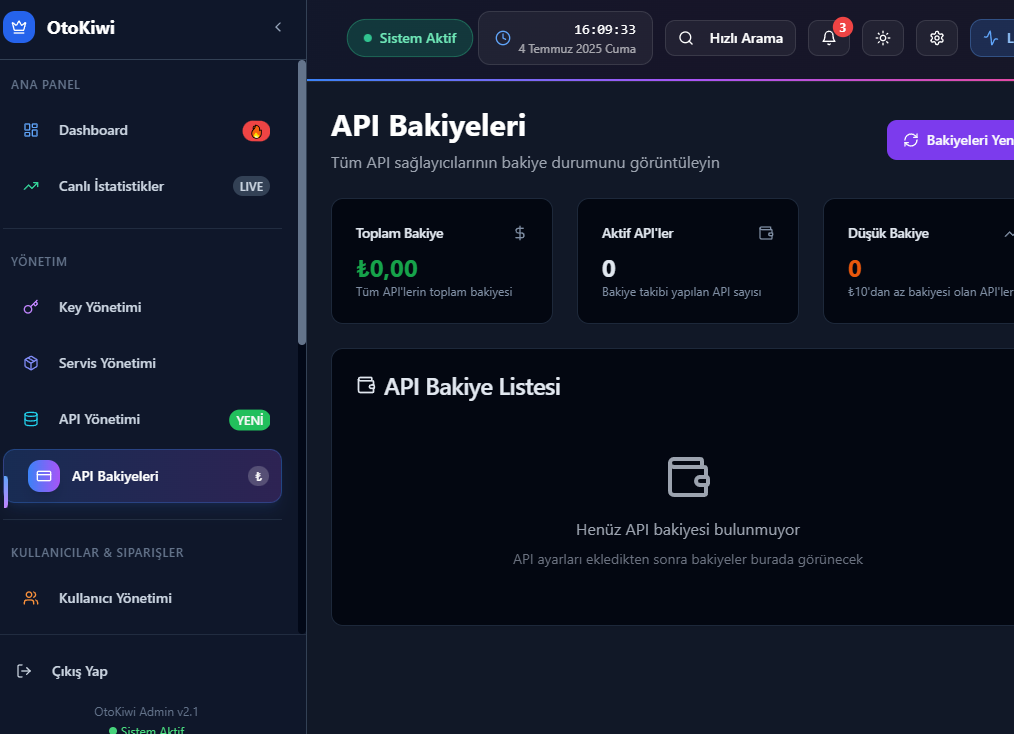 OtoKiwi
ANA PANEL
Dashboard
Canlı İstatistikler
LIVE
YÖNETIM
Key Yönetimi
Servis Yönetimi
API Yönetimi
YENİ
API Bakiyeleri
₺
KULLANICILAR & SIPARIŞLER
Kullanıcı Yönetimi
Çıkış Yap
OtoKiwi Admin v2.1
Sistem Aktif
Sistem Aktif
16:09:33
4 Temmuz 2025 Cuma
Hızlı Arama
3
L
API Bakiyeleri
Tüm API sağlayıcılarının bakiye durumunu görüntüleyin
Bakiyeleri Yen
Toplam Bakiye
$
₺0,00
Tüm API'lerin toplam bakiyesi
Aktif API'ler
0
Bakiye takibi yapılan API sayısı
Düşük Bakiye
0
₺10'dan az bakiyesi olan API'ler
API Bakiye Listesi
Henüz API bakiyesi bulunmuyor
API ayarları ekledikten sonra bakiyeler burada görünecek